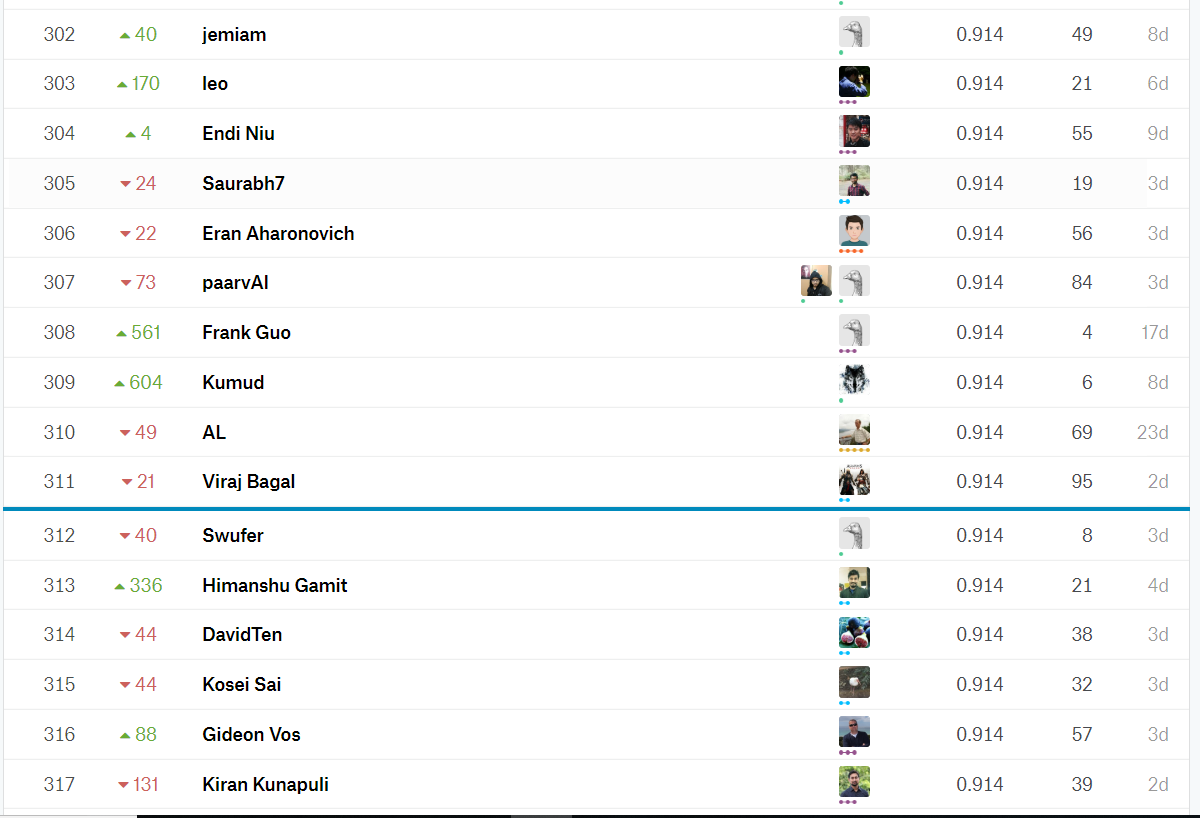 302 40 jemiam 0.914 49 8d
303 170 leo 0.914 21 6d
304 4 Endi Niu 0.914 55 9d
305 24 Saurabh7 0.914 19 3d
306 22 Eran Aharonovich 0.914 56 3d
307 73 paarvAI 0.914 84 3d
308 561 Frank Guo 0.914 4 17d
309 604 Kumud 0.914 6 8d
310 49 AL 0.914 69 23d
311 21 Viraj Bagal 0.914 95 2d
312 40 Swufer 0.914 8 3d
313 336 Himanshu Gamit 0.914 21 4d
314 44 DavidTen 0.914 38 3d
315 44 Kosei Sai 0.914 32 3d
316 88 Gideon Vos 0.914 57 3d
317 131 Kiran Kunapuli 0.914 39 2d